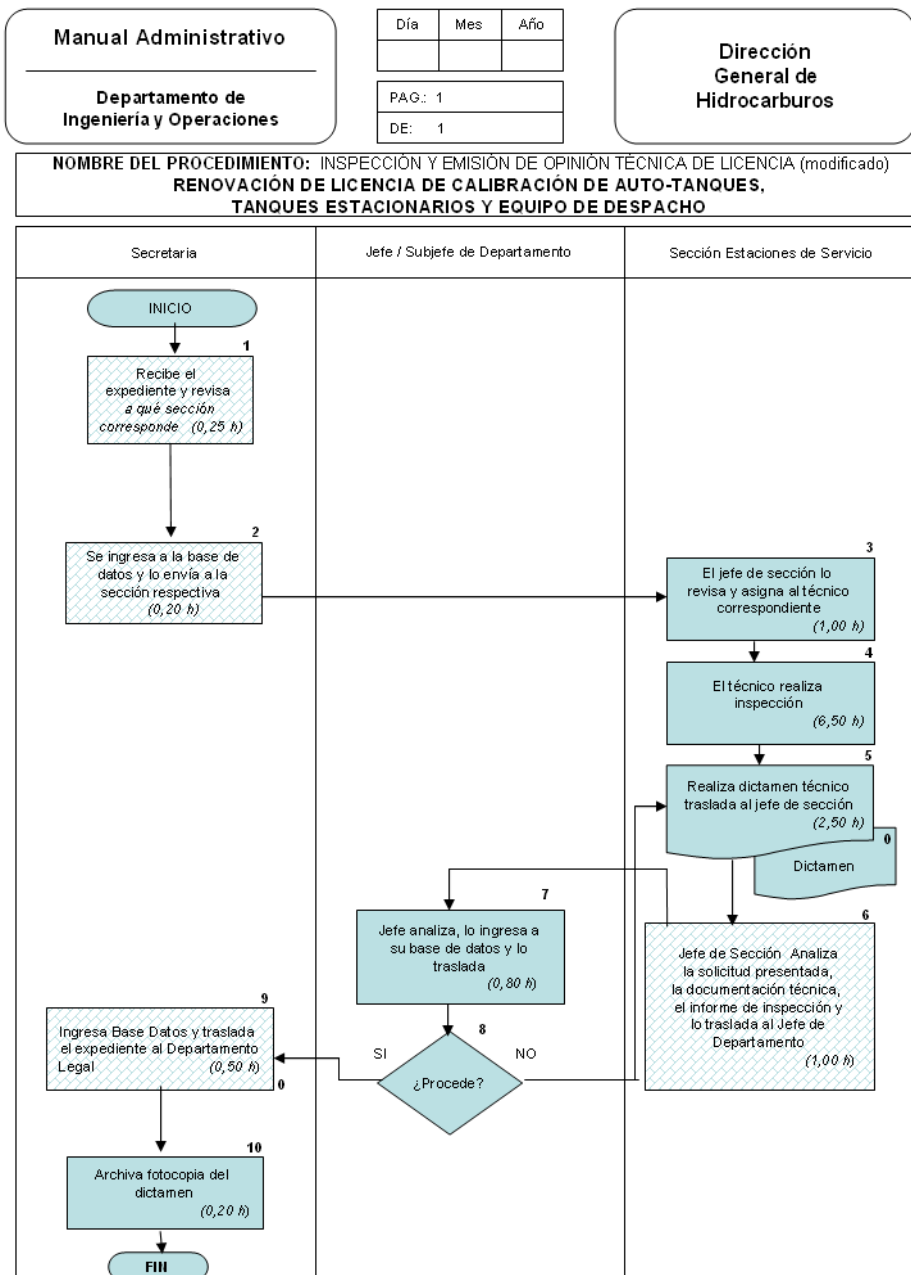 Manual Administrativo
Departamento de
Ingeniería y Operaciones
Día Mes Año
PAG.: 1
DE: 1
Dirección
General de
Hidrocarburos
NOMBRE DEL PROCEDIMIENTO: INSPECCIÓN Y EMISIÓN DE OPINIÓN TÉCNICA DE LICENCIA (modificado)
RENOVACIÓN DE LICENCIA DE CALIBRACIÓN DE AUTO-TANQUES,
TANQUES ESTACIONARIOS Y EQUIPO DE DESPACHO
Secretaria
Jefe / Subjefe de Departamento
Sección Estaciones de Servicio
INICIO
1
Recibe el
expediente y revisa
a qué sección
corresponde (0,25 h)
2
Se ingresa a la base de
datos y lo envía a la
sección respectiva
(0,20 h)
3
El jefe de sección lo
revisa y asigna al técnico
correspondiente
(1,00 h)
4
El técnico realiza
inspección
(6,50 h)
5
Realiza dictamen técnico
traslada al jefe de sección
(2,50 h)
0
Dictamen
6
Jefe de Sección Analiza
la solicitud presentada,
la documentación técnica,
el informe de inspección y
lo traslada al Jefe de
Departamento
(1,00 h)
7
Jefe analiza, lo ingresa a
su base de datos y lo
traslada
(0,80 h)
8
SI
NO
¿Procede?
9
Ingresa Base Datos y traslada
el expediente al Departamento
Legal (0,50 h)
0
10
Archiva fotocopia del
dictamen
(0,20 h)
FIN